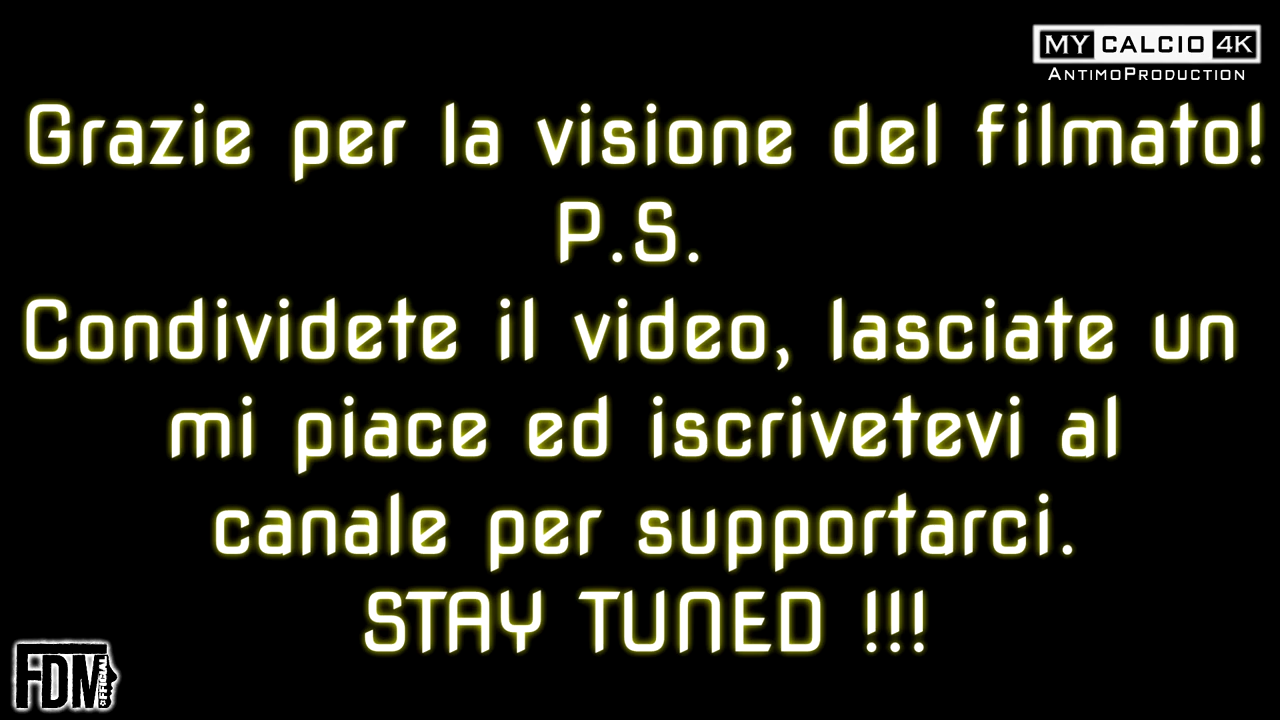 MY CALCIO 4K
ANTIMOPRODUCTION
Grazie per la visione del filmato!
P.S.
Condividete il video, lasciate un
mi piace ed iscrivetevi al
canale per supportarci.
STAY TUNED !!!
FDM OFFICIAL